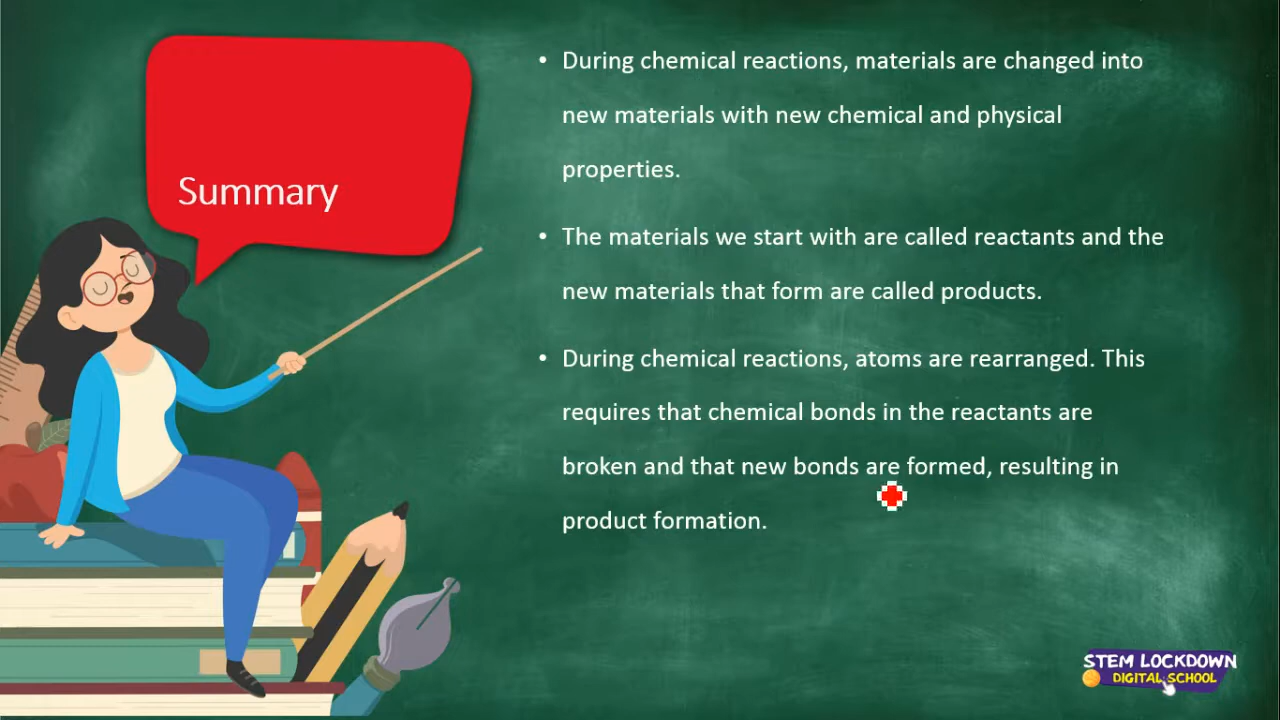 Summary
• During chemical reactions, materials are changed into
new materials with new chemical and physical
properties.
• The materials we start with are called reactants and the
new materials that form are called products.
• During chemical reactions, atoms are rearranged. This
requires that chemical bonds in the reactants are
broken and that new bonds are formed, resulting in
product formation.
STEM LOCKDOWN
DIGITAL SCHOOL